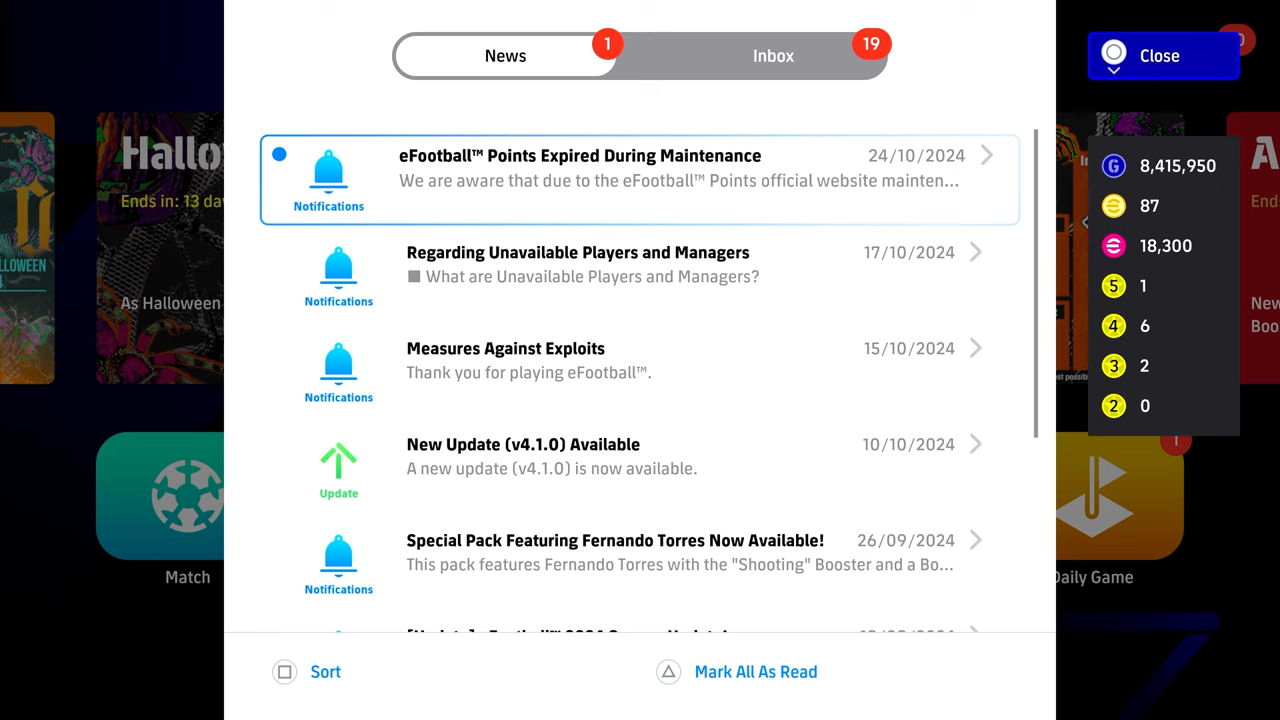 News
1
Inbox
19
Close
Hallo
Ends in: 13 da
LLOWEEN
As Halloween
eFootball™ Points Expired During Maintenance
24/10/2024
We are aware that due to the eFootball™ Points official website mainten...
Notifications
Regarding Unavailable Players and Managers
17/10/2024
■ What are Unavailable Players and Managers?
Notifications
Measures Against Exploits
15/10/2024
Thank you for playing eFootball™.
Notifications
New Update (v4.1.0) Available
10/10/2024
A new update (v4.1.0) is now available.
Update
Special Pack Featuring Fernando Torres Now Available!
26/09/2024
This pack features Fernando Torres with the "Shooting" Booster and a Bo...
Notifications
G 8,415,950
87
18,300
5 1
4 6
3 2
2 0
A
End
New
Boo
Match
Daily Game
1
Sort
Mark All As Read